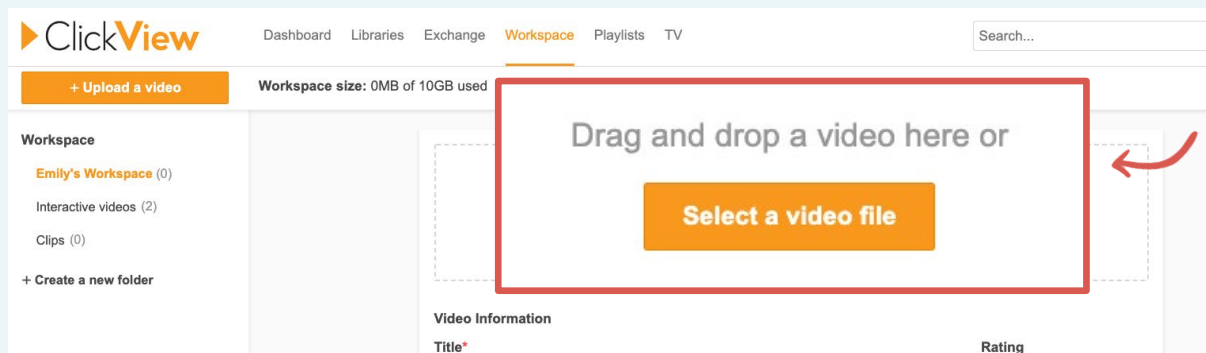 ClickView
Dashboard Libraries Exchange Workspace Playlists TV
Search...
+ Upload a video
Workspace size: 0MB of 10GB used
Workspace
Emily's Workspace (0)
Interactive videos (2)
Clips (0)
+ Create a new folder
Drag and drop a video here or
Select a video file
Video Information
Title*
Rating